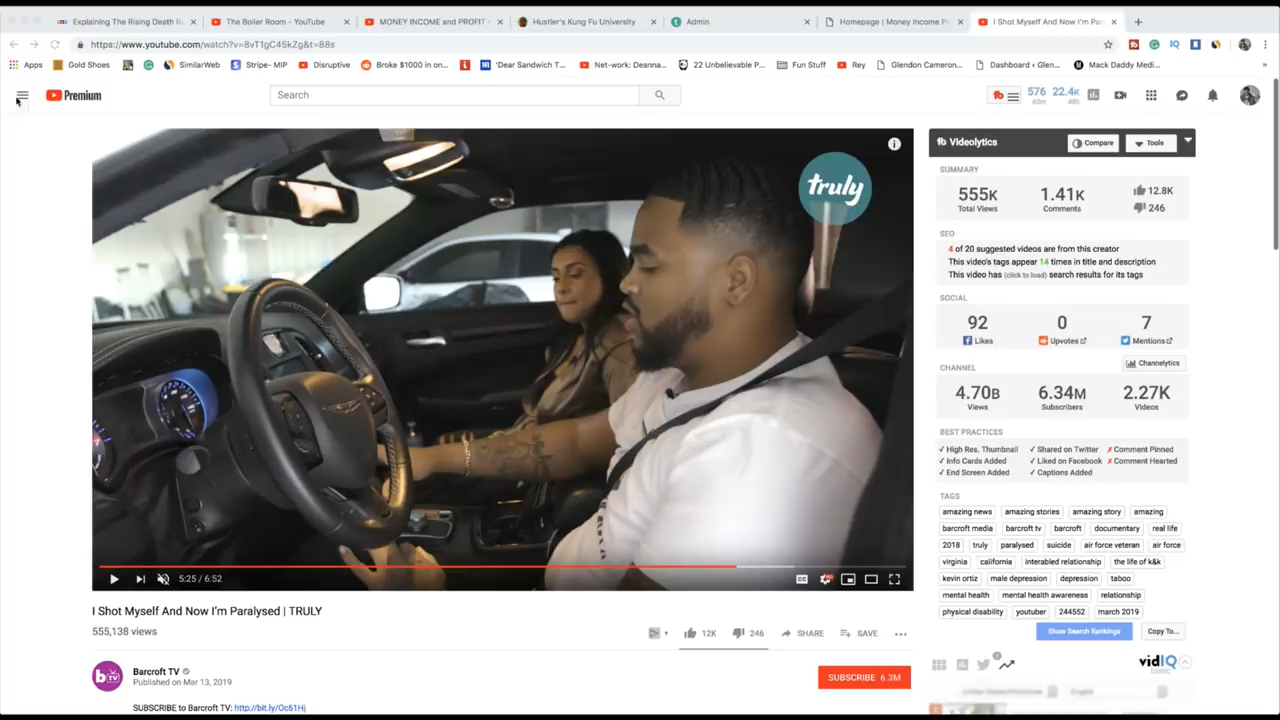 Explaining The Rising Death R
The Bolier Room - YouTube
MONEY INCOME and PROFIT
Hustler's Kung Fu University
Admin
Homepage | Money Income P
I Shot Myself And Now I'm Par
https://www.youtube.com/watch?v=8vT1gC45kZg&t=88s
Apps
Gold Shoes
SimilarWeb
Stripe- MIP
Disruptive
Broke $1000 in on...
'Dear Sandwich T...
Net-work: Deanna...
22 Unbelievable P...
Fun Stuff
Rey
Glendon Cameron...
Dashboard ‹ Glen...
Mack Daddy Medi...
Premium
Search
576
60m
22.4K
48h
truly
5:25 / 6:52
I Shot Myself And Now I'm Paralysed | TRULY
555,138 views
12K
246
SHARE
SAVE
Barcroft TV
Published on Mar 13, 2019
SUBSCRIBE 6.3M
SUBSCRIBE to Barcroft TV: http://bit.ly/Oc61Hj
Videolytics
Compare
Tools
SUMMARY
555K
Total Views
1.41K
Comments
12.8K
246
SEO
4 of 20 suggested videos are from this creator
This video's tags appear 14 times in title and description
This video has (click to load) search results for its tags
SOCIAL
92
Likes
0
Upvotes
7
Mentions
CHANNEL
Channelytics
4.70B
Views
6.34M
Subscribers
2.27K
Videos
BEST PRACTICES
High Res. Thumbnail
Shared on Twitter
Comment Pinned
Info Cards Added
Liked on Facebook
Comment Hearted
End Screen Added
Captions Added
TAGS
amazing news
amazing stories
amazing story
amazing
barcroft media
barcroft tv
barcroft
documentary
real life
2018
truly
paralysed
suicide
air force veteran
air force
virginia
california
interabled relationship
the life of k&k
kevin ortiz
male depression
depression
taboo
mental health
mental health awareness
relationship
physical disability
youtuber
244552
march 2019
Show Search Rankings
Copy To...
vidIQ